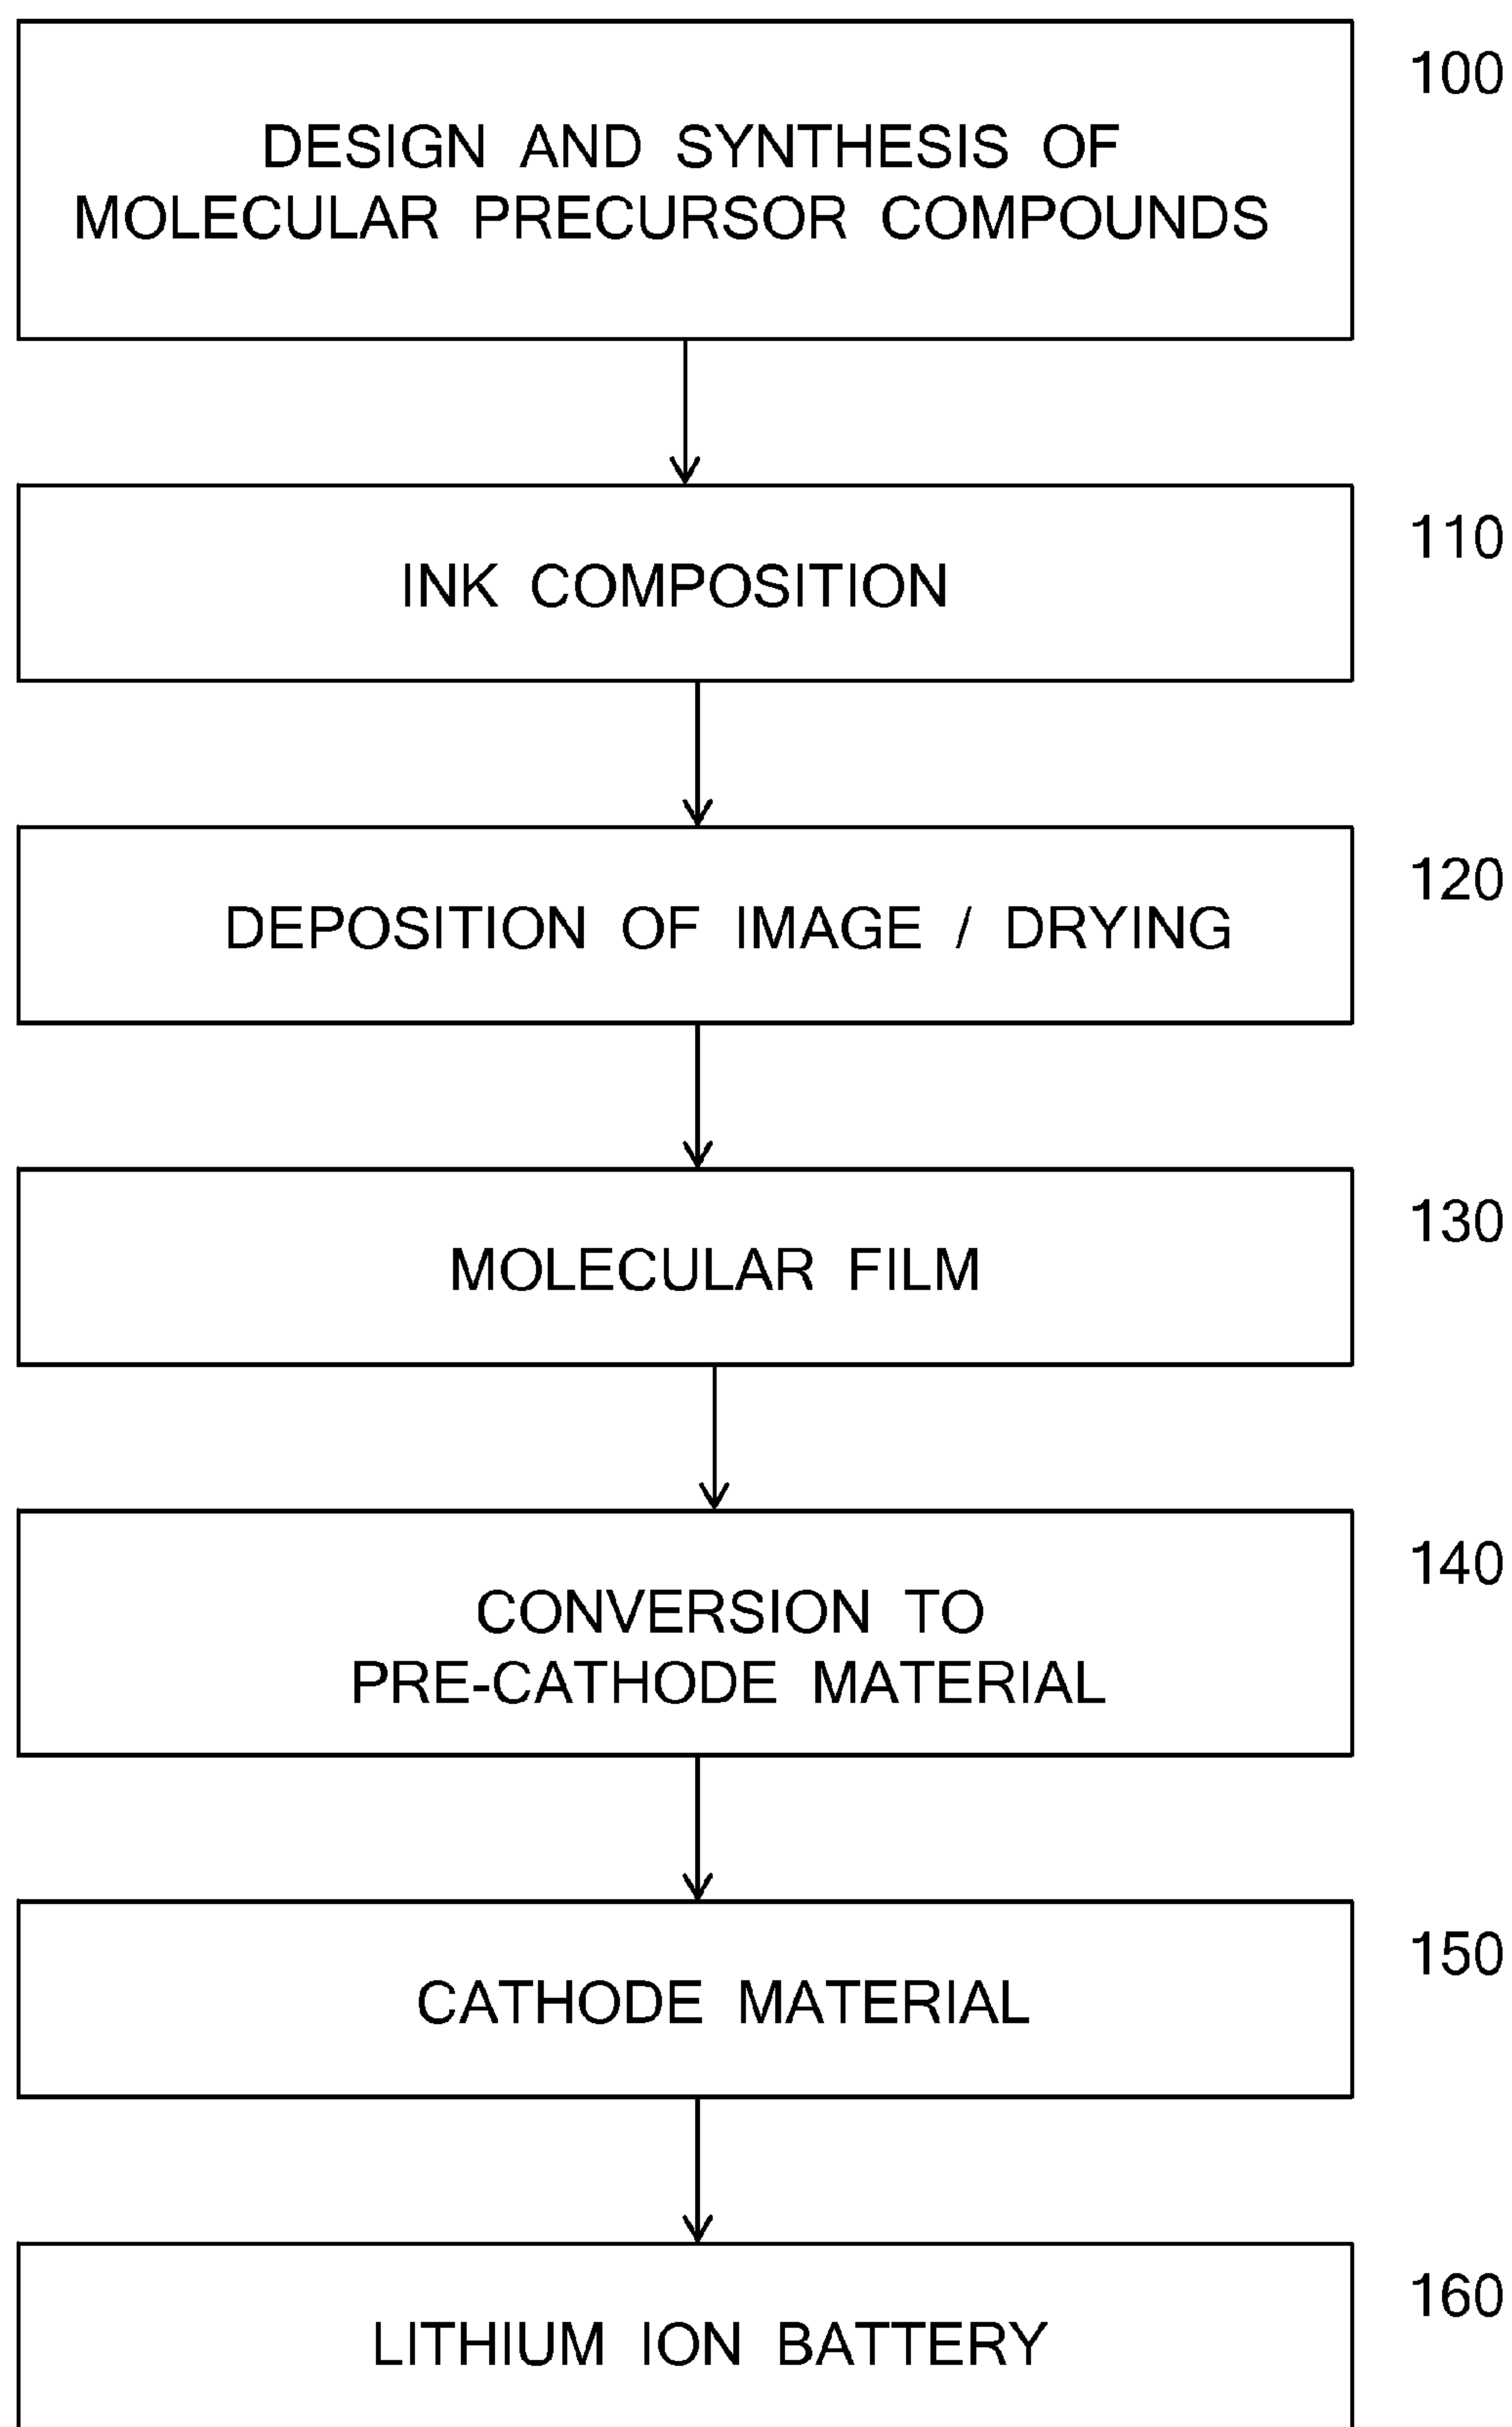 100
DESIGN AND SYNTHESIS OF
MOLECULAR PRECURSOR COMPOUNDS
110
INK COMPOSITION
120
DEPOSITION OF IMAGE / DRYING
130
MOLECULAR FILM
140
CONVERSION TO
PRE-CATHODE MATERIAL
150
CATHODE MATERIAL
160
LITHIUM ION BATTERY